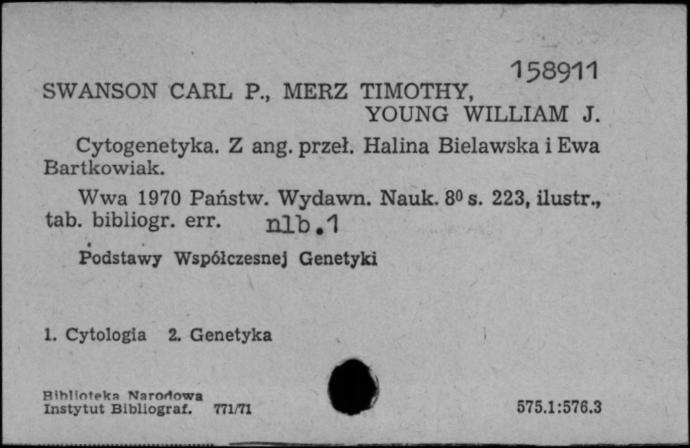 158911
SWANSON CARL P., MERZ TIMOTHY,
YOUNG WILLIAM J.
Cytogenetyka. Z ang. przeł. Halina Bielawska i Ewa
Bartkowiak.
Wwa 1970 Państw. Wydawn. Nauk. 8⁰ s. 223, ilustr.,
tab. bibliogr. err. nlb.1
Podstawy Współczesnej Genetyki
1. Cytologia 2. Genetyka
Biblioteka Narodowa
Instytut Bibliograf. 771/71
575.1:576.3